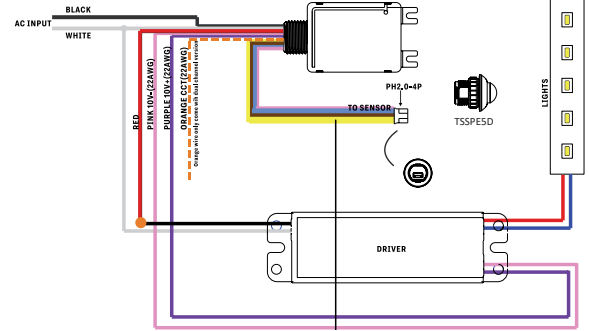 BLACK
AC INPUT
WHITE
RED
PINK 10V-(22AWG)
PURPLE 10V+(22AWG)
ORANGE CCT(22AWG)
Orange wire only come with dual channel version
PH2.0-4P
TO SENSOR
TSSPE5D
LIGHTS
DRIVER